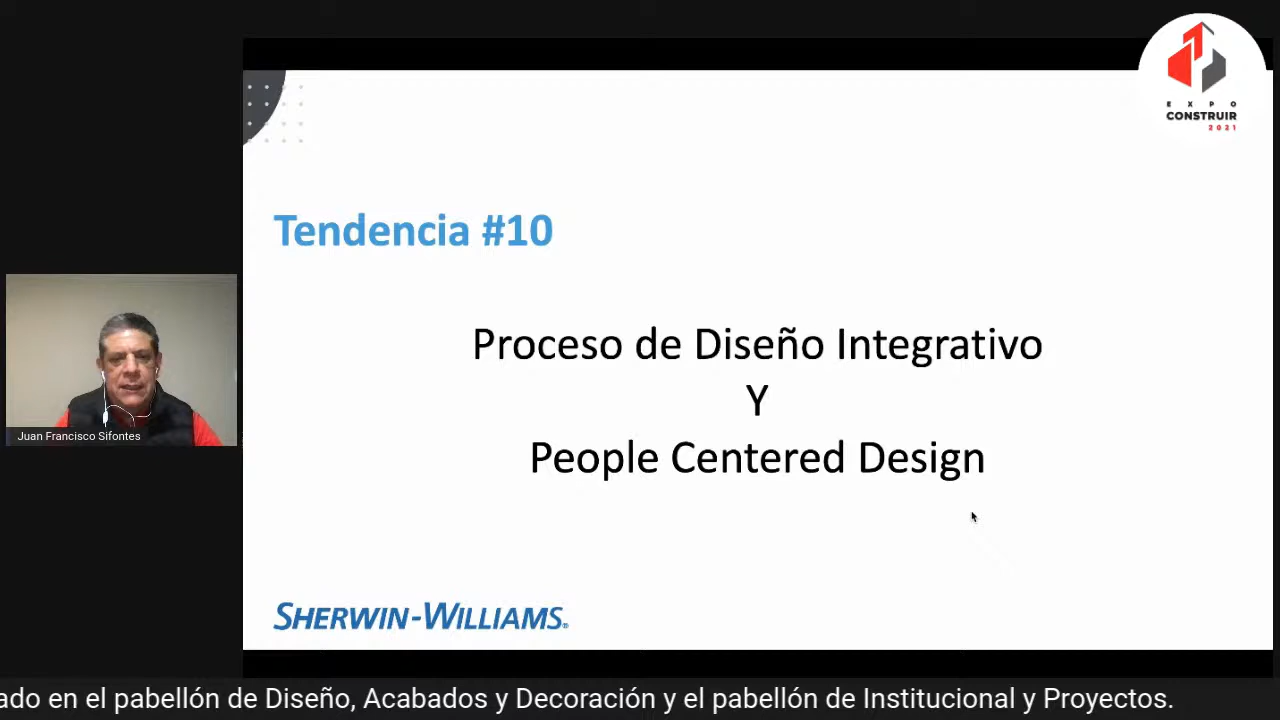 EXPO
CONSTRUIR
2021
Tendencia #10
Proceso de Diseño Integrativo
Y
People Centered Design
Juan Francisco Sifontes
SHERWIN-WILLIAMS®
ado en el pabellón de Diseño, Acabados y Decoración y el pabellón de Institucional y Proyectos.